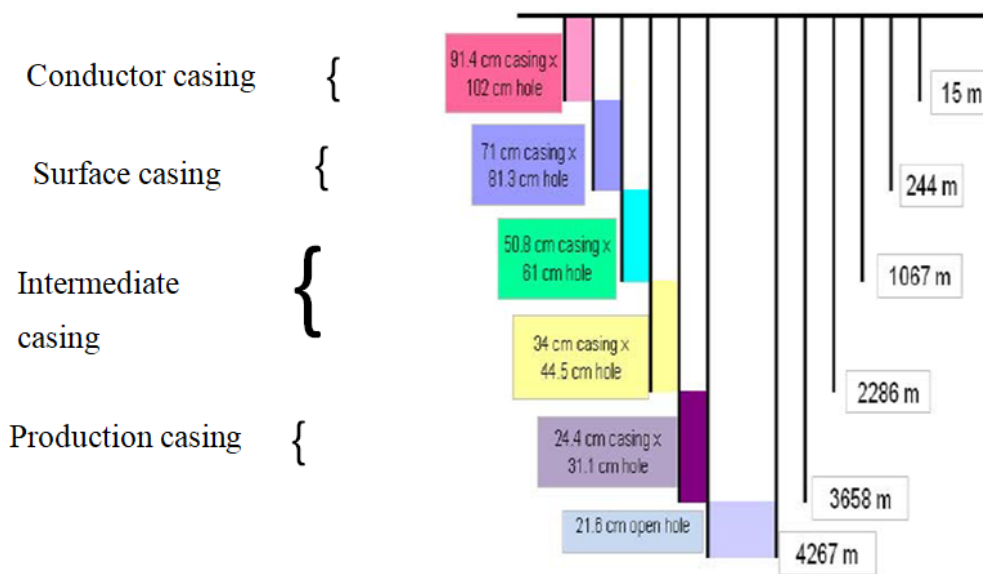 Conductor casing
{
91.4 cm casing x
102 cm hole
15 m
Surface casing
{
71 cm casing x
81.3 cm hole
244 m
Intermediate
casing
{
50.8 cm casing x
61 cm hole
1067 m
34 cm casing x
44.5 cm hole
2286 m
Production casing
{
24.4 cm casing x
31.1 cm hole
3658 m
21.6 cm open hole
4267 m